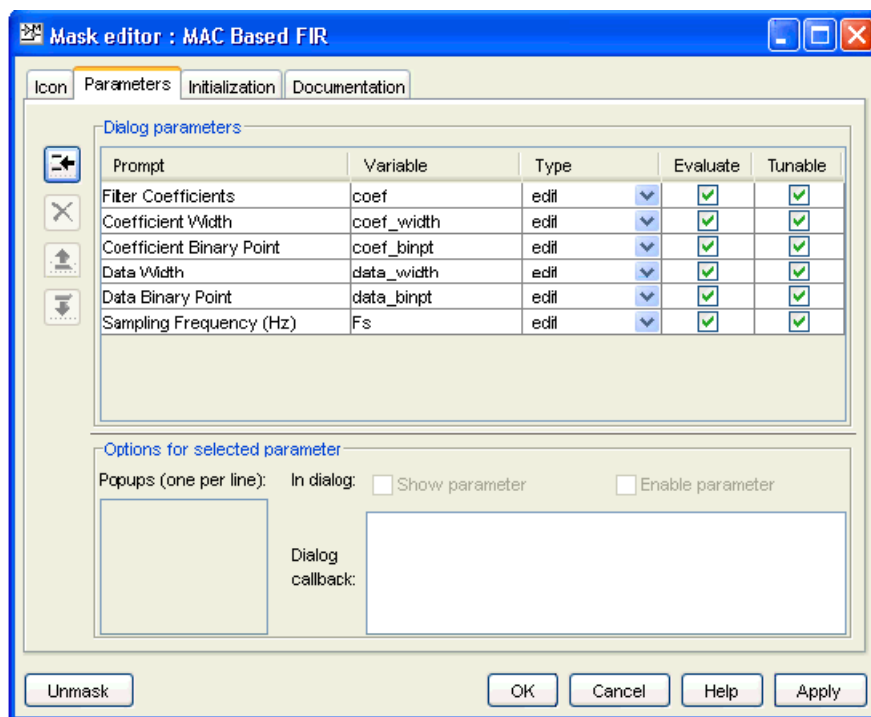 Mask editor : MAC Based FIR
Icon Parameters Initialization Documentation
Dialog parameters
Prompt Variable Type Evaluate Tunable
Filter Coefficients coef edit
Coefficient Width coef_width edit
Coefficient Binary Point coef_binpt edit
Data Width data_width edit
Data Binary Point data_binpt edit
Sampling Frequency (Hz) Fs edit
Options for selected parameter
Popups (one per line): In dialog: Show parameter Enable parameter
Dialog
callback:
Unmask OK Cancel Help Apply